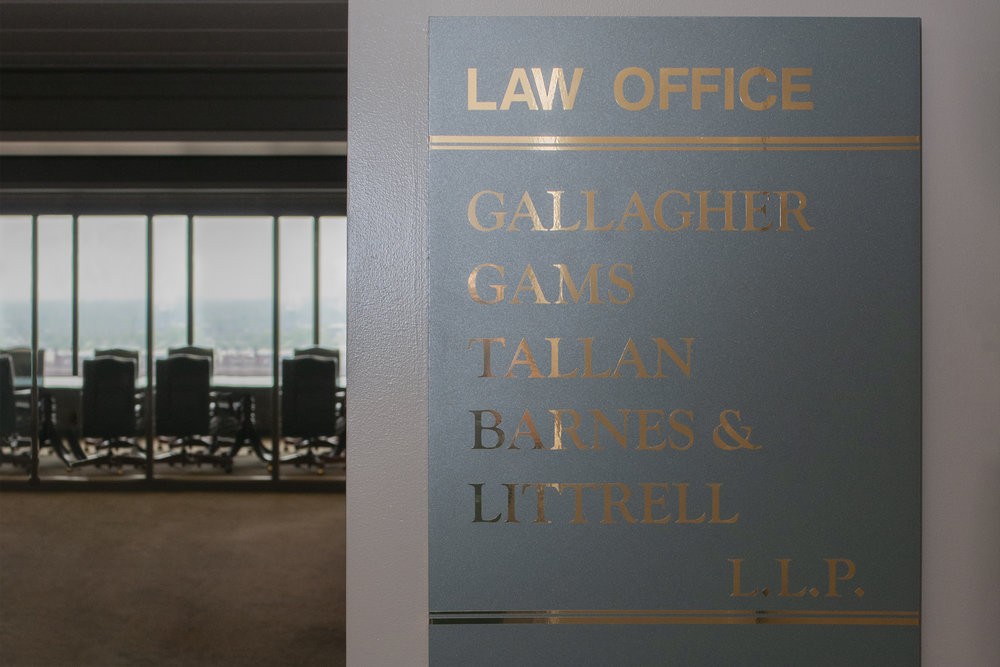 LAW OFFICE
GALLAGHER
GAMS
TALLAN
BARNES &
LITTRELL
L.L.P.